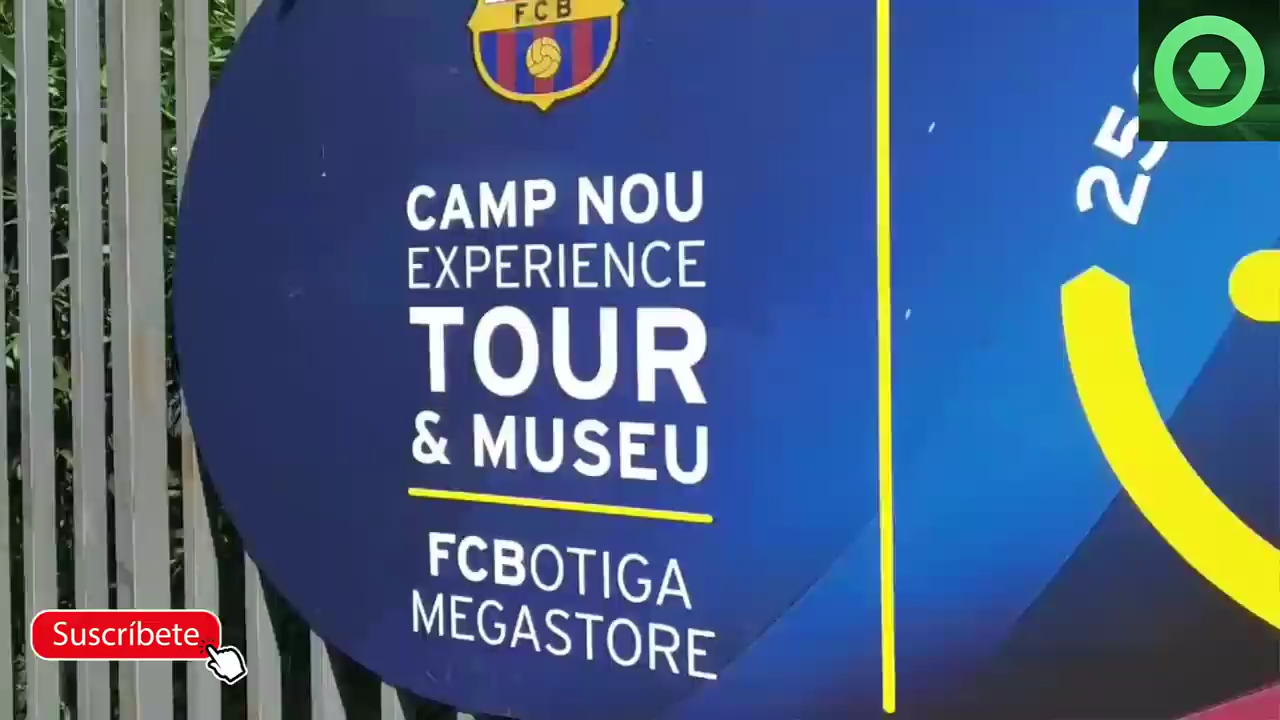 FCB
CAMP NOU
EXPERIENCE
TOUR
& MUSEU
FCBOTIGA
MEGASTORE
25
Suscríbete